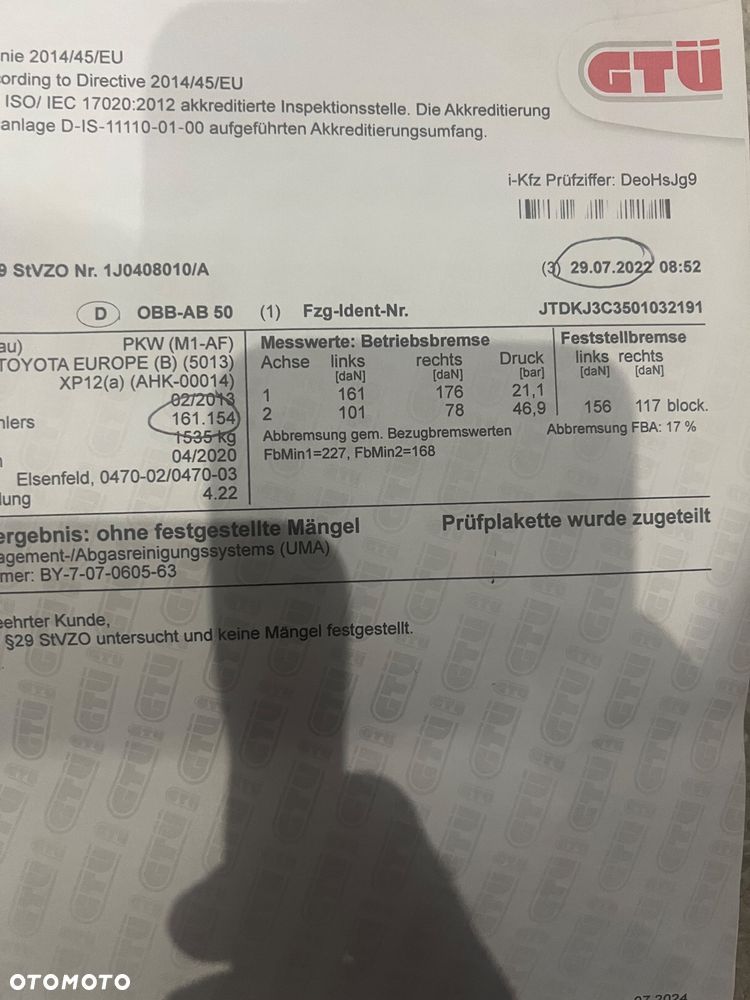 nie 2014/45/EU
cording to Directive 2014/45/EU
ISO/ IEC 17020:2012 akkreditierte Inspektionsstelle. Die Akkreditierung
anlage D-IS-11110-01-00 aufgeführten Akkreditierungsumfang.
GTÜ
i-Kfz Prüfziffer: DeoHsJg9
9 StVZO Nr. 1J0408010/A
(3) 29.07.2022 08:52
D OBB-AB 50 (1) Fzg-Ident-Nr. JTDKJ3C3501032191
au) PKW (M1-AF)
TOYOTA EUROPE (B) (5013)
XP12(a) (AHK-00014)
02/2013
hlers 161.154
1535 kg
04/2020
Elsenfeld, 0470-02/0470-03
lung 4.22
Messwerte: Betriebsbremse
Achse links rechts Druck
[daN] [daN] [bar]
1 161 176 21,1
2 101 78 46,9
Abbremsung gem. Bezugbremswerten
FbMin1=227, FbMin2=168
Feststellbremse
links rechts
[daN] [daN]
156 117 block.
Abbremsung FBA: 17 %
ergebnis: ohne festgestellte Mängel
Prüfplakette wurde zugeteilt
agement-/Abgasreinigungssystems (UMA)
mer: BY-7-07-0605-63
eehrter Kunde,
§29 StVZO untersucht und keine Mängel festgestellt.
OTOMOTO
07.2024